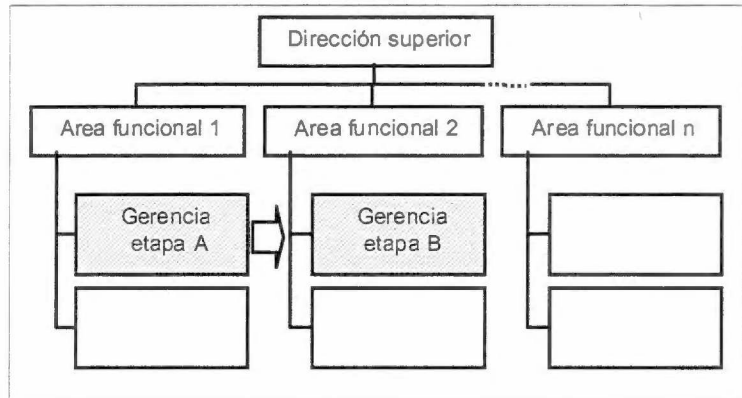 Dirección superior
Area funcional 1
Area funcional 2
Area funcional n
Gerencia
etapa A
Gerencia
etapa B